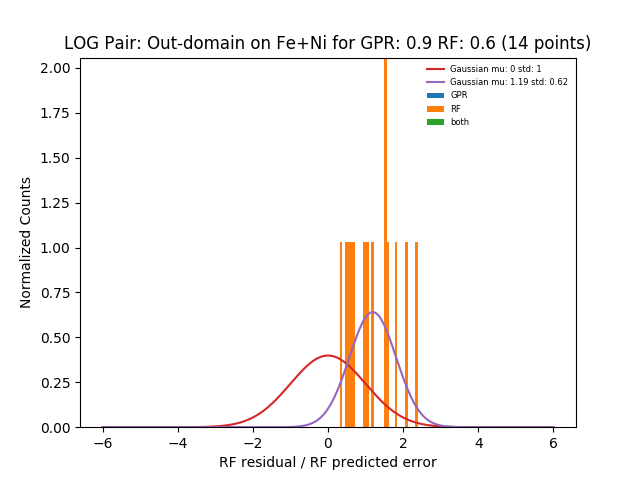 LOG Pair: Out-domain on Fe+Ni for GPR: 0.9 RF: 0.6 (14 points)
2.00
1.75
1.50
1.25
1.00
0.75
0.50
0.25
0.00
Normalized Counts
Gaussian mu: 0 std: 1
Gaussian mu: 1.19 std: 0.62
GPR
RF
both
−6
−4
−2
0
2
4
6
RF residual / RF predicted error